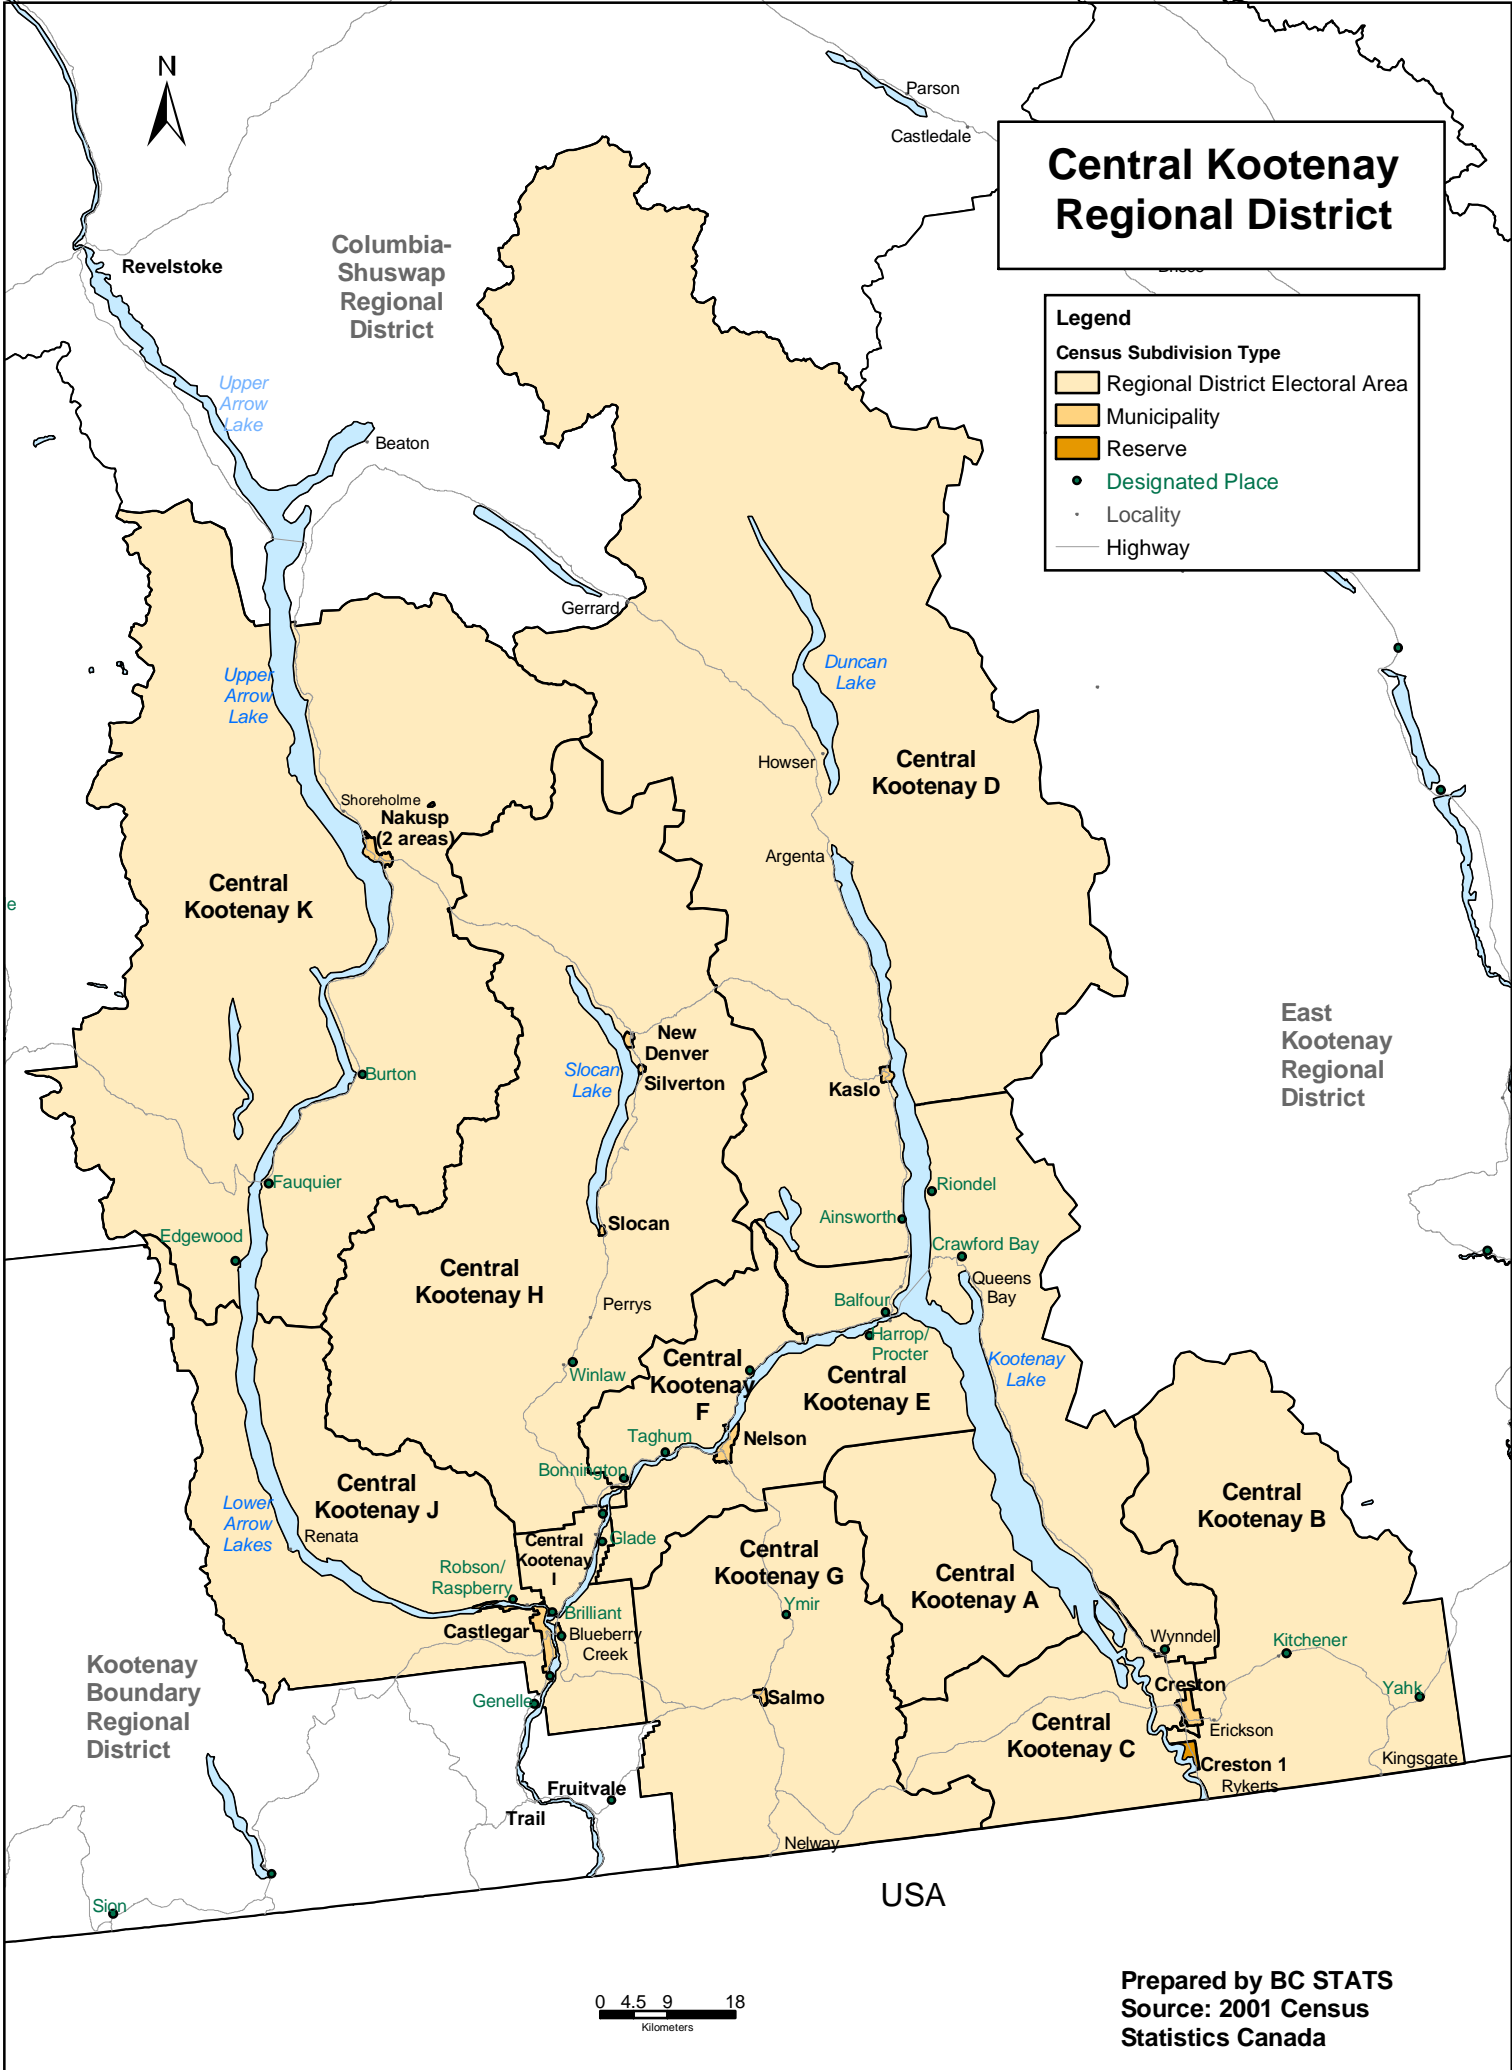 N
Parson
Castledale
Central Kootenay
Regional District
Columbia-
Shuswap
Regional
District
Revelstoke
Legend
Census Subdivision Type
Regional District Electoral Area
Municipality
Reserve
Designated Place
Locality
Highway
Upper
Arrow
Lake
Beaton
Gerrard
Upper
Arrow
Lake
Duncan
Lake
Howser
Central
Kootenay D
Shoreholme
Nakusp
(2 areas)
Argenta
Central
Kootenay K
e
East
Kootenay
Regional
District
New
Denver
Silverton
Slocan
Lake
Burton
Kaslo
Fauquier
Riondel
Ainsworth
Edgewood
Slocan
Crawford Bay
Queens
Bay
Central
Kootenay H
Perrys
Balfour
Harrop/
Procter
Winlaw
Central
Kootenay
F
Central
Kootenay E
Kootenay
Lake
Taghum
Nelson
Bonnington
Central
Kootenay J
Lower
Arrow
Lakes
Renata
Central
Kootenay
I
Glade
Central
Kootenay G
Central
Kootenay A
Central
Kootenay B
Robson/
Raspberry
Brilliant
Ymir
Castlegar
Blueberry
Creek
Wynndel
Kitchener
Kootenay
Boundary
Regional
District
Genelle
Salmo
Creston
Yahk
Central
Kootenay C
Erickson
Creston 1
Kingsgate
Rykerts
Fruitvale
Trail
Nelway
USA
Sion
0 4.5 9 18
Kilometers
Prepared by BC STATS
Source: 2001 Census
Statistics Canada